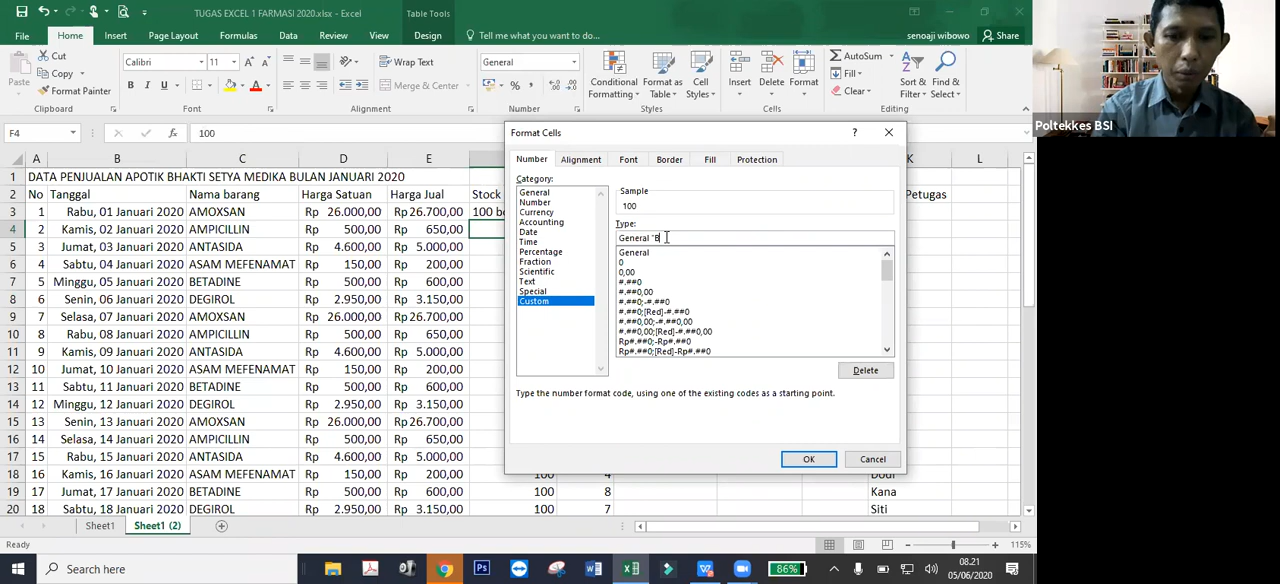 TUGAS EXCEL 1 FARMASI 2020.xlsx - Excel
Table Tools
File Home Insert Page Layout Formulas Data Review View Design Tell me what you want to do... senoaji wibowo Share
Paste Cut Copy Format Painter Clipboard
Calibri 11 B I U Font
Wrap Text Merge & Center Alignment
General % Number
Conditional Formatting Format as Table Cell Styles Styles
Insert Delete Format Cells
AutoSum Fill Clear Sort & Filter Find & Select Editing
Poltekkes BSI
F4 fx 100
A B C D E K L
1 DATA PENJUALAN APOTIK BHAKTI SETYA MEDIKA BULAN JANUARI 2020
2 No Tanggal Nama barang Harga Satuan Harga Jual Stock Petugas
3 1 Rabu, 01 Januari 2020 AMOXSAN Rp 26.000,00 Rp 26.700,00
4 2 Kamis, 02 Januari 2020 AMPICILLIN Rp 500,00 Rp 650,00
5 3 Jumat, 03 Januari 2020 ANTASIDA Rp 4.600,00 Rp 5.000,00
6 4 Sabtu, 04 Januari 2020 ASAM MEFENAMAT Rp 150,00 Rp 200,00
7 5 Minggu, 05 Januari 2020 BETADINE Rp 500,00 Rp 600,00
8 6 Senin, 06 Januari 2020 DEGIROL Rp 2.950,00 Rp 3.150,00
9 7 Selasa, 07 Januari 2020 AMOXSAN Rp 26.000,00 Rp 26.700,00
10 8 Rabu, 08 Januari 2020 AMPICILLIN Rp 500,00 Rp 650,00
11 9 Kamis, 09 Januari 2020 ANTASIDA Rp 4.600,00 Rp 5.000,00
12 10 Jumat, 10 Januari 2020 ASAM MEFENAMAT Rp 150,00 Rp 200,00
13 11 Sabtu, 11 Januari 2020 BETADINE Rp 500,00 Rp 600,00
14 12 Minggu, 12 Januari 2020 DEGIROL Rp 2.950,00 Rp 3.150,00
15 13 Senin, 13 Januari 2020 AMOXSAN Rp 26.000,00 Rp 26.700,00
16 14 Selasa, 14 Januari 2020 AMPICILLIN Rp 500,00 Rp 650,00
17 15 Rabu, 15 Januari 2020 ANTASIDA Rp 4.600,00 Rp 5.000,00
18 16 Kamis, 16 Januari 2020 ASAM MEFENAMAT Rp 150,00 Rp 200,00 100 4 Dodi
19 17 Jumat, 17 Januari 2020 BETADINE Rp 500,00 Rp 600,00 100 8 Kana
20 18 Sabtu, 18 Januari 2020 DEGIROL Rp 2.950,00 Rp 3.150,00 100 7 Siti
Format Cells ?
Number Alignment Font Border Fill Protection
Category:
General
Number
Currency
Accounting
Date
Time
Percentage
Fraction
Scientific
Text
Special
Custom
Sample
100
Type:
General "B
General
0
0,00
#.##0
#.##0,00
#.##0;-#.##0
#.##0;[Red]-#.##0
#.##0,00;-#.##0,00
#.##0,00;[Red]-#.##0,00
Rp#.##0;-Rp#.##0
Rp#.##0;[Red]-Rp#.##0
Delete
Type the number format code, using one of the existing codes as a starting point.
OK Cancel
Sheet1 Sheet1 (2)
Ready 115%
Search here 86% 08.21
05/06/2020